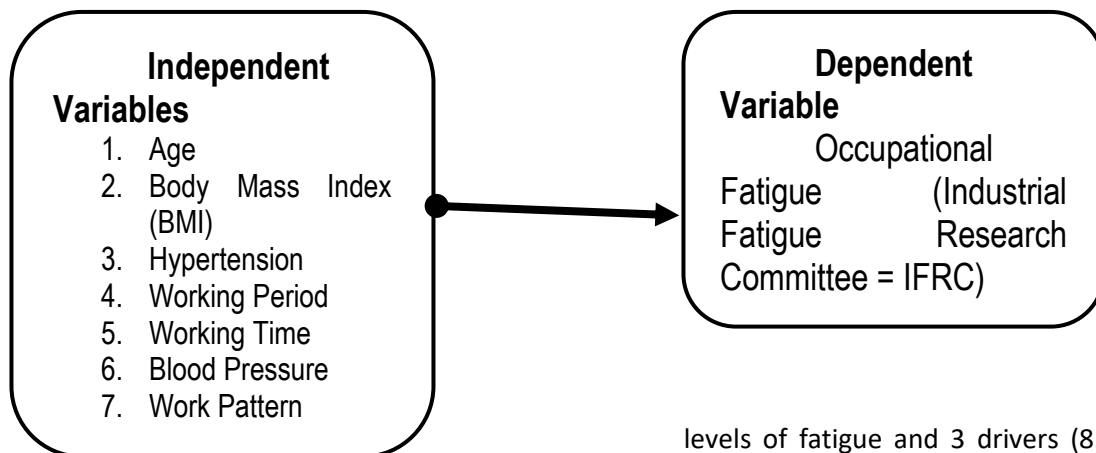 Independent
Variables
1. Age
2. Body Mass Index
(BMI)
3. Hypertension
4. Working Period
5. Working Time
6. Blood Pressure
7. Work Pattern
Dependent
Variable
Occupational
Fatigue (Industrial
Fatigue Research
Committee = IFRC)
levels of fatigue and 3 drivers (8